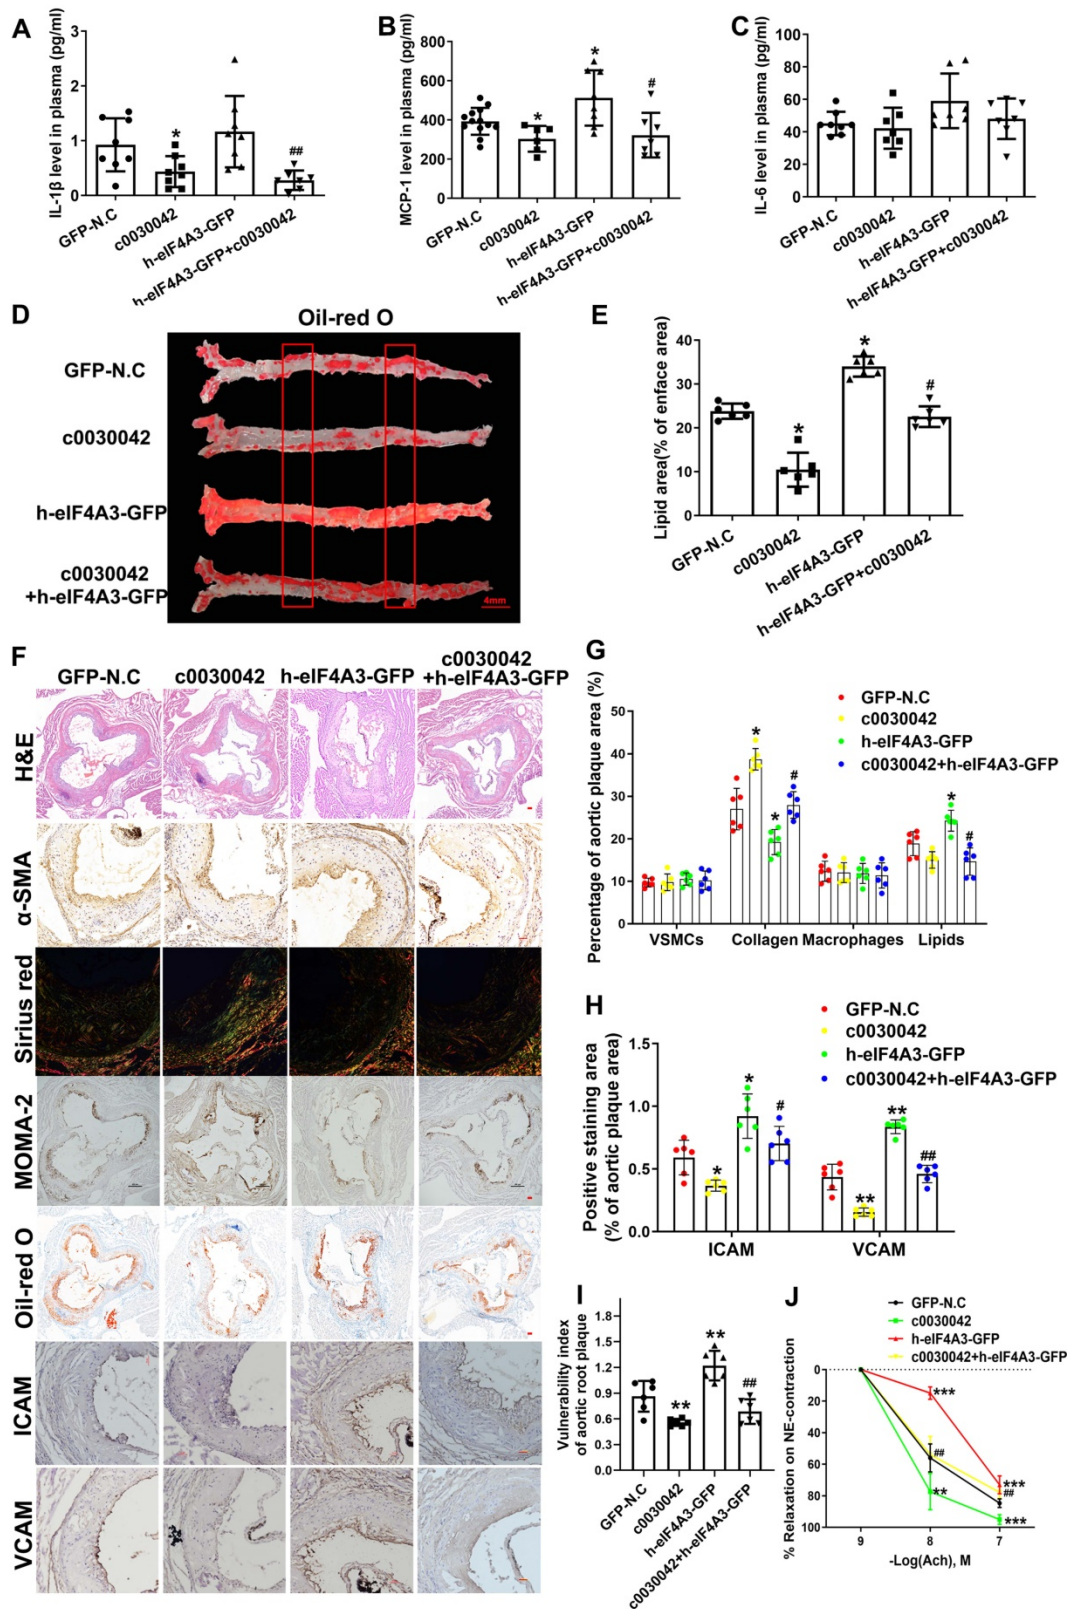 A
IL-1β level in plasma (pg/ml)
3
2
1
0
*
##
GFP-N.C
c0030042
h-eIF4A3-GFP
h-eIF4A3-GFP+c0030042
B
MCP-1 level in plasma (pg/ml)
800
600
400
200
0
*
*
#
GFP-N.C
c0030042
h-eIF4A3-GFP
h-eIF4A3-GFP+c0030042
C
IL-6 level in plasma (pg/ml)
100
80
60
40
20
0
GFP-N.C
c0030042
h-eIF4A3-GFP
h-eIF4A3-GFP+c0030042
D
Oil-red O
GFP-N.C
c0030042
h-eIF4A3-GFP
c0030042
+h-eIF4A3-GFP
4mm
E
Lipid area(% of enface area)
40
30
20
10
0
*
*
#
GFP-N.C
c0030042
h-eIF4A3-GFP
h-eIF4A3-GFP+c0030042
F
GFP-N.C
c0030042
h-eIF4A3-GFP
c0030042
+h-eIF4A3-GFP
H&E
α-SMA
Sirius red
MOMA-2
Oil-red O
ICAM
VCAM
G
Percentage of aortic plaque area (%)
GFP-N.C
c0030042
h-eIF4A3-GFP
c0030042+h-eIF4A3-GFP
50
40
30
20
10
0
*
*
#
*
#
VSMCs
Collagen
Macrophages
Lipids
H
Positive staining area
(% of aortic plaque area)
GFP-N.C
c0030042
h-eIF4A3-GFP
c0030042+h-eIF4A3-GFP
1.5
1.0
0.5
0.0
*
*
#
**
**
##
ICAM
VCAM
I
Vulnerability index
of aortic root plaque
1.8
1.5
1.2
0.9
0.6
0.3
0.0
**
**
##
GFP-N.C
c0030042
h-eIF4A3-GFP
c0030042+h-eIF4A3-GFP
J
GFP-N.C
c0030042
h-eIF4A3-GFP
c0030042+h-eIF4A3-GFP
% Relaxation on NE-contraction
0
20
40
60
80
100
***
##
**
***
##
***
9
8
7
-Log(Ach), M